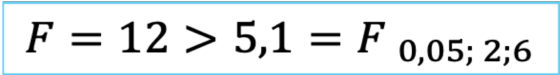 F = 12 > 5,1 = F 0,05; 2;6